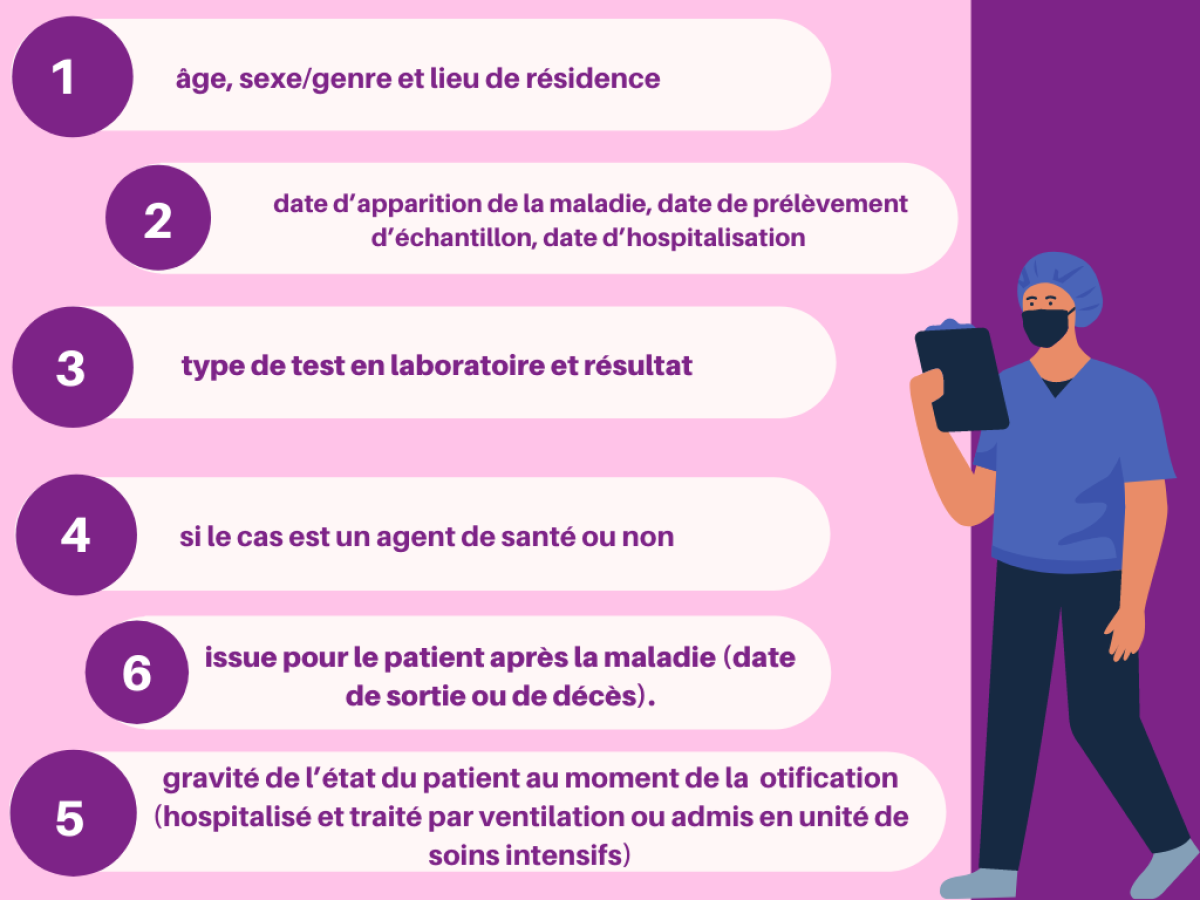 1
âge, sexe/genre et lieu de résidence
2
date d’apparition de la maladie, date de prélèvement
d’échantillon, date d’hospitalisation
3
type de test en laboratoire et résultat
4
si le cas est un agent de santé ou non
6
issue pour le patient après la maladie (date
de sortie ou de décès).
5
gravité de l’état du patient au moment de la  otification
(hospitalisé et traité par ventilation ou admis en unité de
soins intensifs)